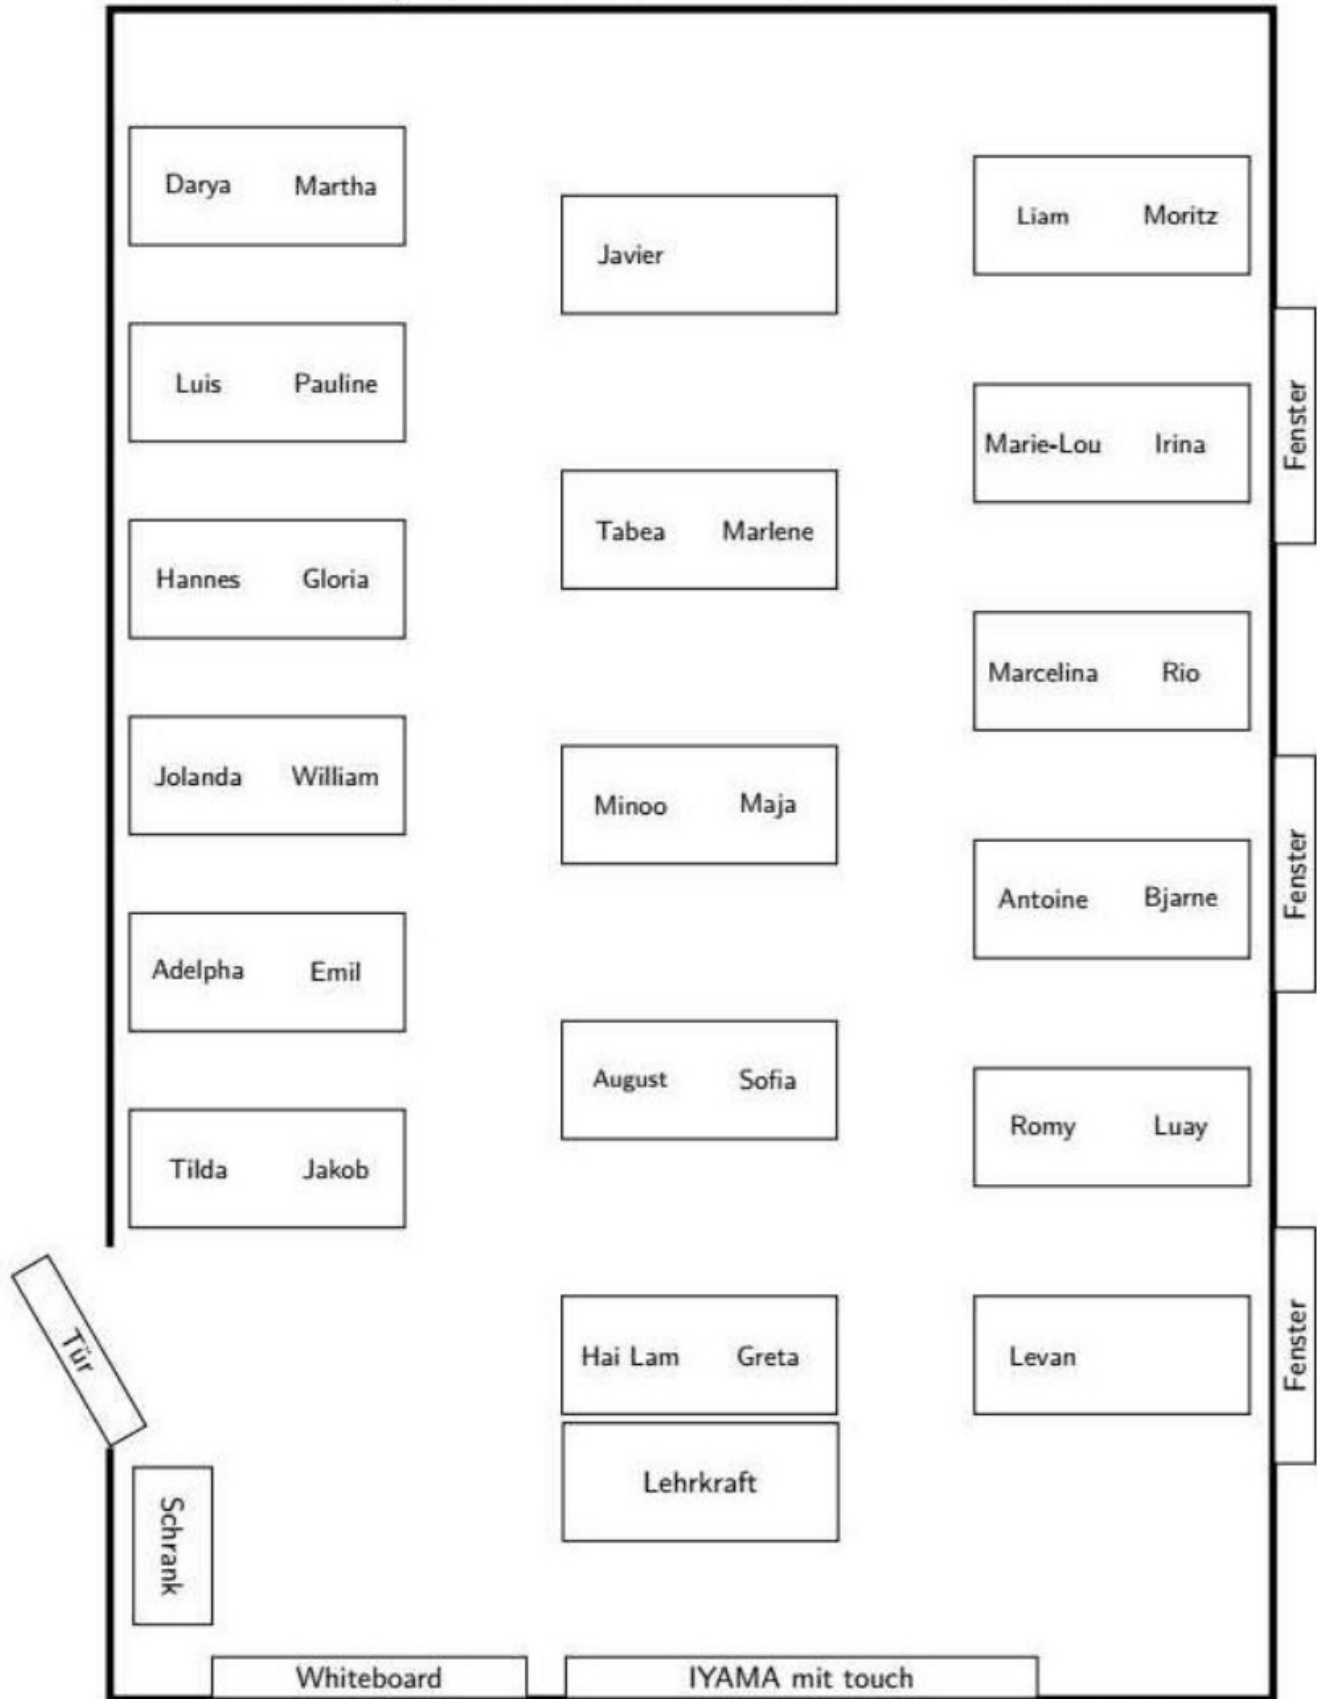 Darya Martha
Liam Moritz
Javier
Luis Pauline
Marie-Lou Irina
Fenster
Tabea Marlene
Hannes Gloria
Marcelina Rio
Jolanda William
Minoo Maja
Fenster
Antoine Bjarne
Adelpha Emil
August Sofia
Romy Luay
Tilda Jakob
Tür
Hai Lam Greta
Levan
Fenster
Lehrkraft
Schrank
Whiteboard
IYAMA mit touch